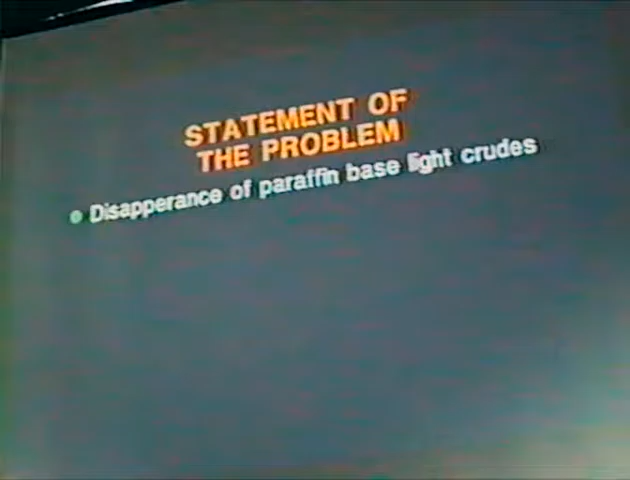 STATEMENT OF
THE PROBLEM
• Disapperance of paraffin base light crudes